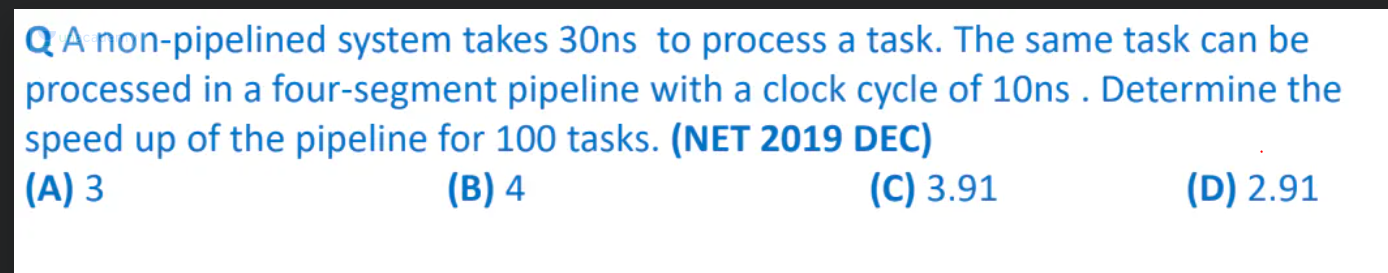 Q A non-pipelined system takes 30ns to process a task. The same task can be
processed in a four-segment pipeline with a clock cycle of 10ns . Determine the
speed up of the pipeline for 100 tasks. (NET 2019 DEC)
(A) 3 (B) 4 (C) 3.91 (D) 2.91